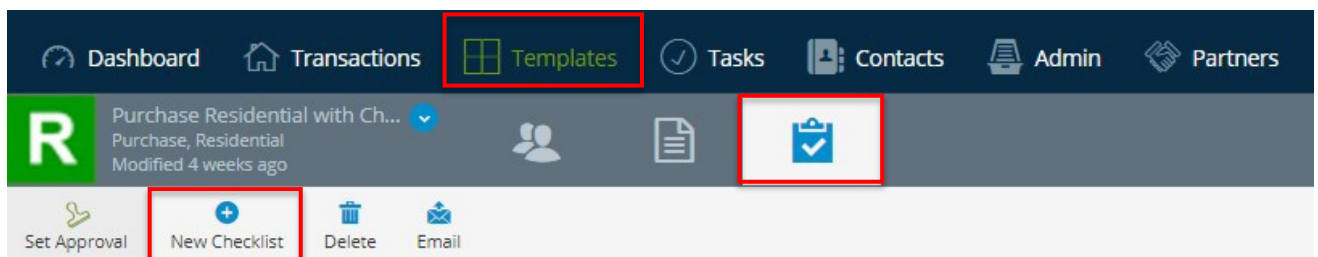 Dashboard Transactions Templates Tasks Contacts Admin Partners
R
Purchase Residential with Ch...
Purchase, Residential
Modified 4 weeks ago
Set Approval New Checklist Delete Email